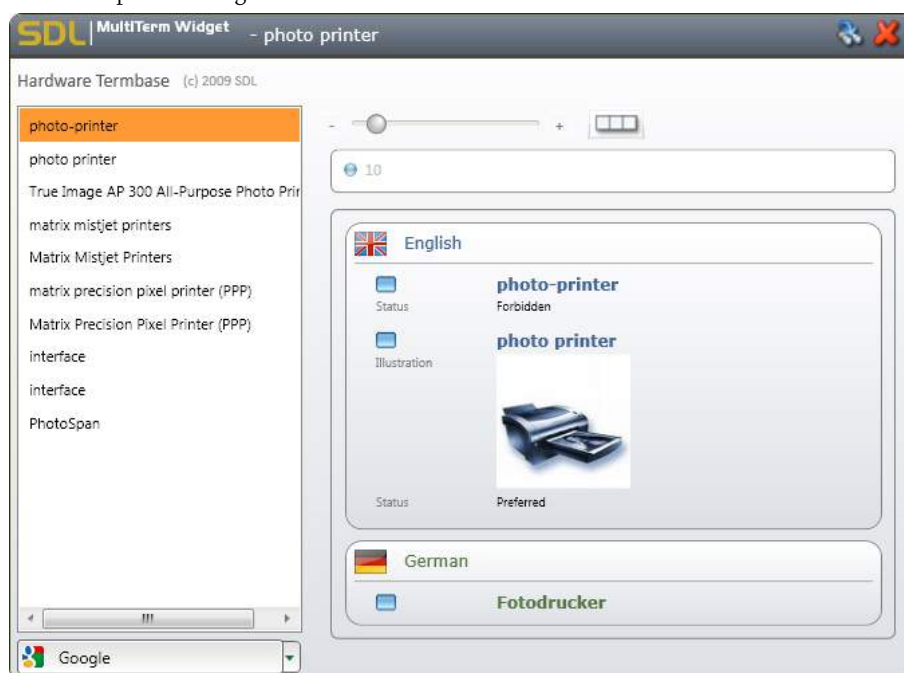 SDL | MultiTerm Widget - photo printer
Hardware Termbase (c) 2009 SDL
photo-printer
photo printer
True Image AP 300 All-Purpose Photo Prin
matrix mistjet printers
Matrix Mistjet Printers
matrix precision pixel printer (PPP)
Matrix Precision Pixel Printer (PPP)
interface
interface
PhotoSpan
Google
- +
10
English
photo-printer
Status Forbidden
photo printer
Illustration
Status Preferred
German
Fotodrucker